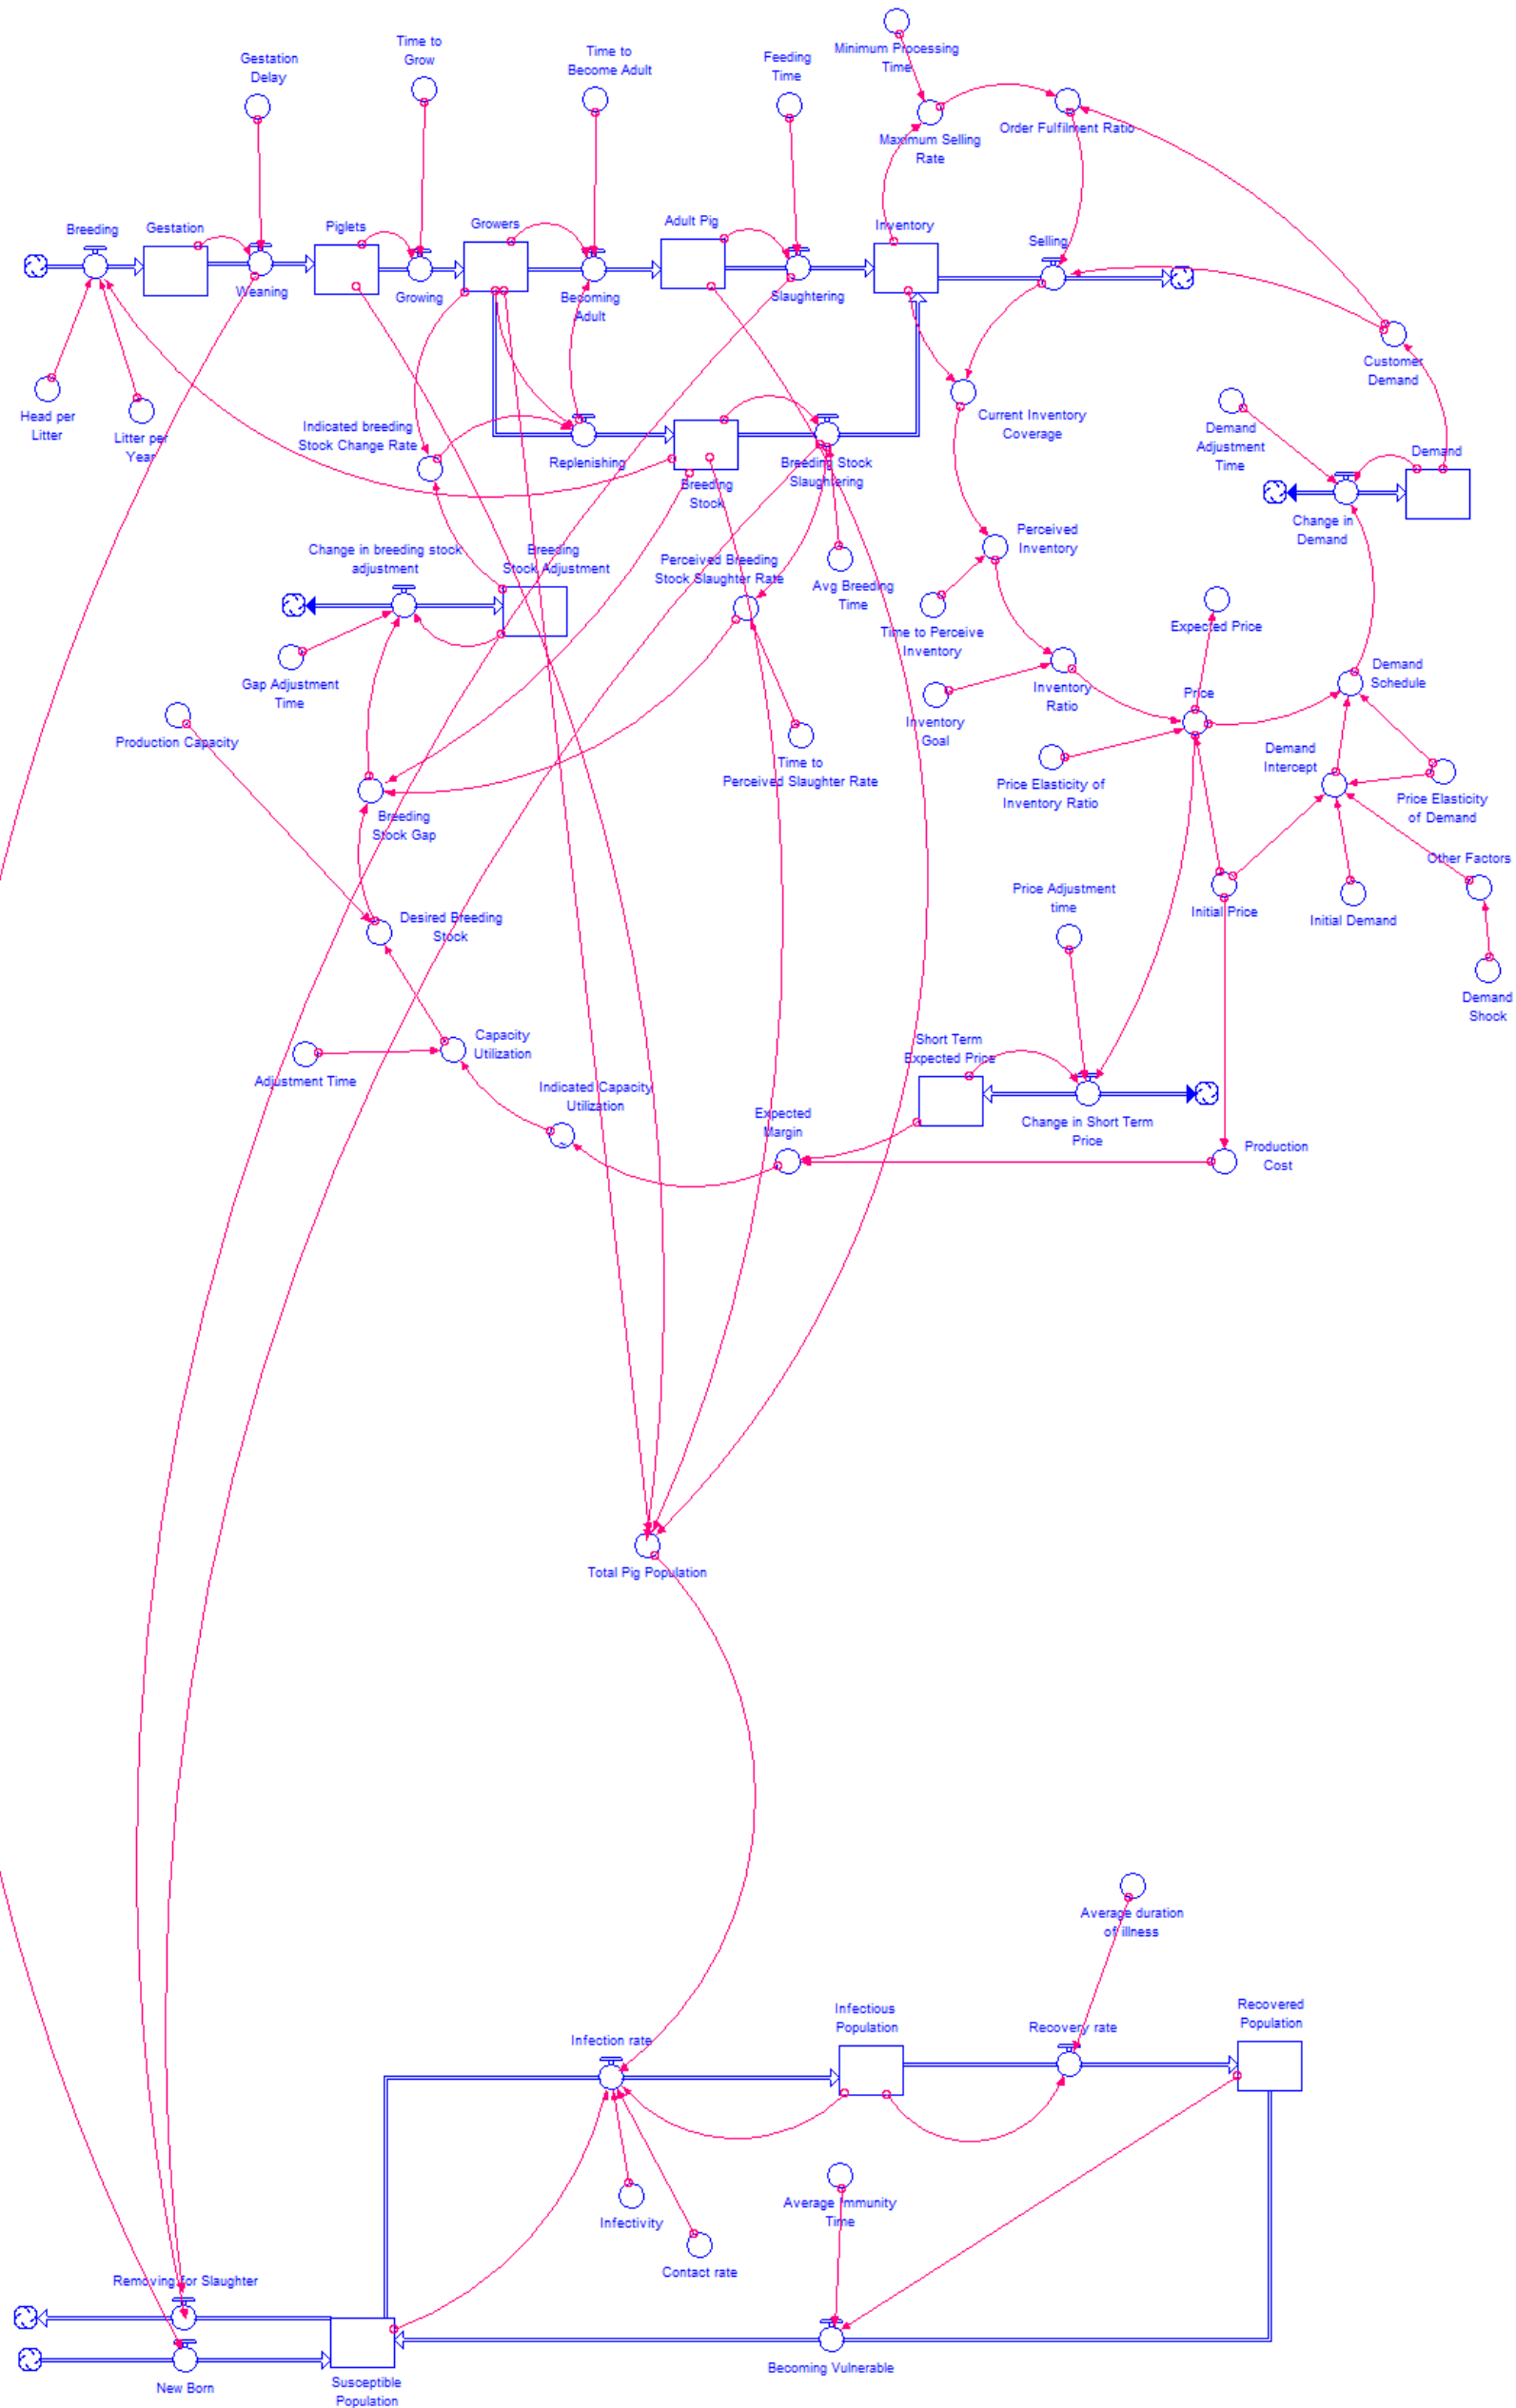 Minimum Processing
Time
Time to
Grow
Time to
Become Adult
Gestation
Delay
Feeding
Time
Maximum Selling
Rate
Order Fulfilment Ratio
Breeding
Gestation
Piglets
Growers
Adult Pig
Inventory
Selling
Weaning
Growing
Becoming
Adult
Slaughtering
Customer
Demand
Head per
Litter
Litter per
Year
Indicated breeding
Stock Change Rate
Replenishing
Breeding
Stock
Breeding Stock
Slaughtering
Current Inventory
Coverage
Demand
Adjustment
Time
Demand
Change in
Demand
Change in breeding stock
adjustment
Breeding
Stock Adjustment
Perceived Breeding
Stock Slaughter Rate
Avg Breeding
Time
Perceived
Inventory
Time to Perceive
Inventory
Expected Price
Gap Adjustment
Time
Inventory
Ratio
Inventory
Goal
Price
Demand
Schedule
Production Capacity
Time to
Perceived Slaughter Rate
Price Elasticity of
Inventory Ratio
Demand
Intercept
Price Elasticity
of Demand
Breeding
Stock Gap
Other Factors
Price Adjustment
time
Initial Price
Initial Demand
Desired Breeding
Stock
Demand
Shook
Capacity
Utilization
Adjustment Time
Short Term
Expected Price
Indicated Capacity
Utilization
Expected
Margin
Change in Short Term
Price
Production
Cost
Total Pig Population
Average duration
of illness
Infection rate
Infectious
Population
Recovery rate
Recovered
Population
Infectivity
Contact rate
Average Immunity
Time
Removing for Slaughter
New Born
Susceptible
Population
Becoming Vulnerable